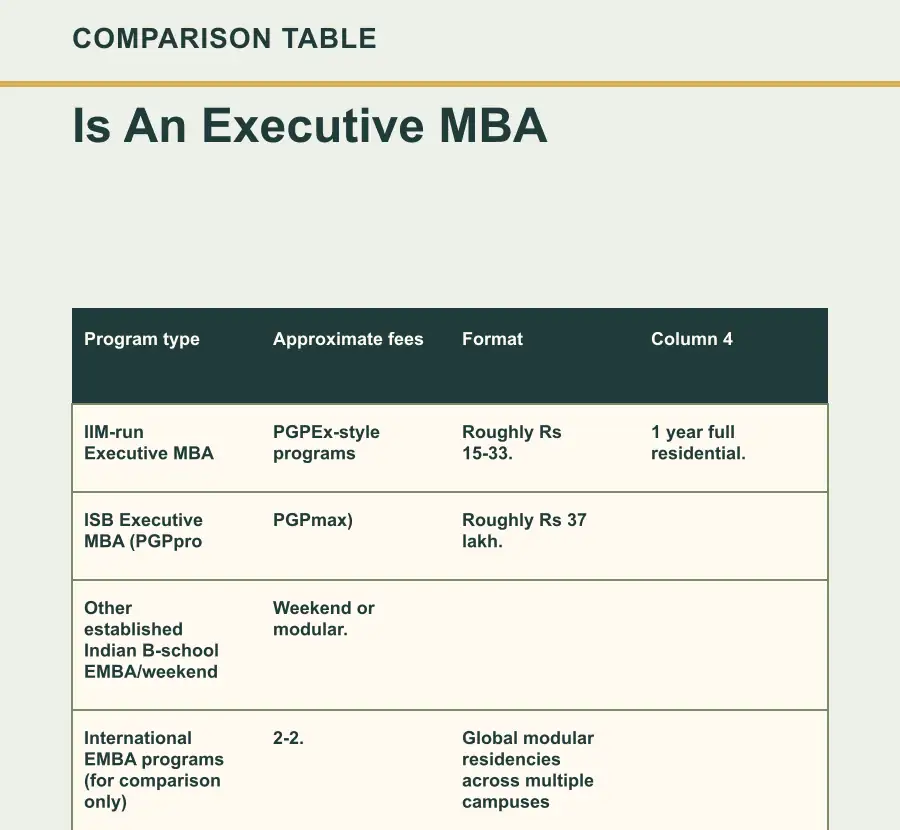 COMPARISON TABLE
Is An Executive MBA
Program type
Approximate fees
Format
Column 4
IIM-run
Executive MBA
PGPEx-style
programs
Roughly Rs
15-33.
1 year full
residential.
ISB Executive
MBA (PGPpro
PGPmax)
Roughly Rs 37
lakh.
Other
established
Indian B-school
EMBA/weekend
Weekend or
modular.
International
EMBA programs
(for comparison
only)
2-2.
Global modular
residencies
across multiple
campuses